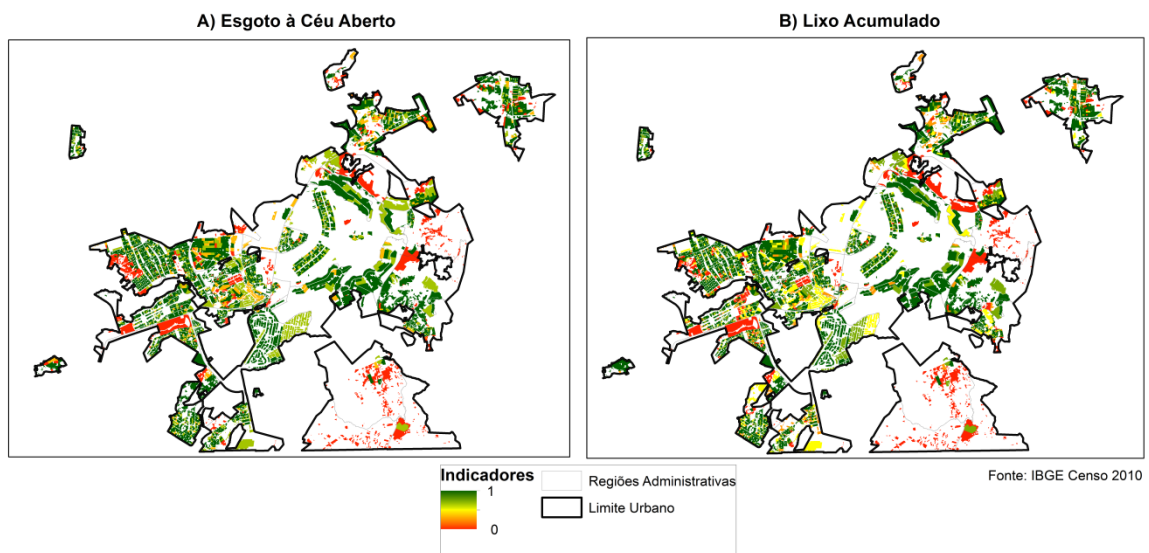 A) Esgoto à Céu Aberto
B) Lixo Acumulado
Indicadores
1
0
Regiões Administrativas
Limite Urbano
Fonte: IBGE Censo 2010